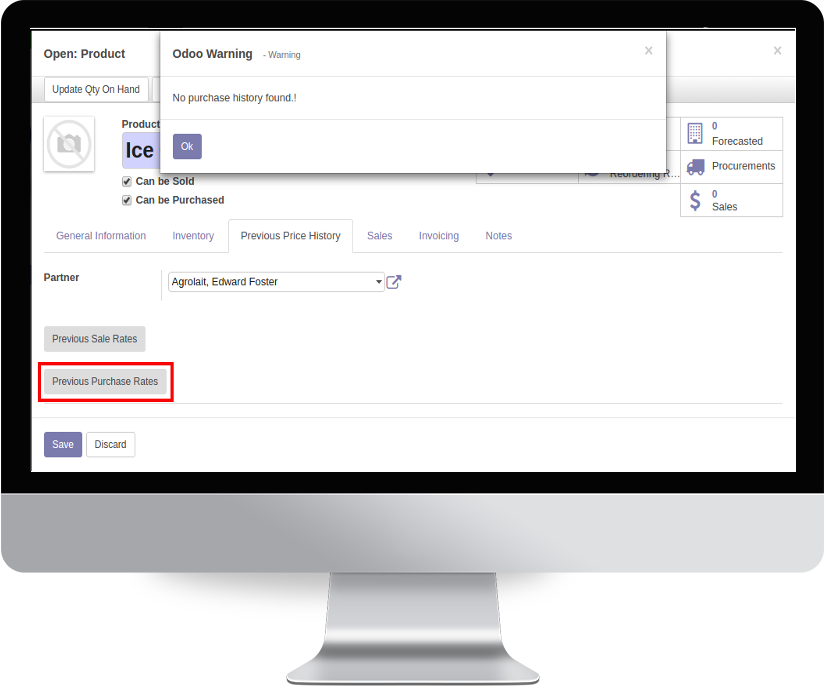 Open: Product
×
Odoo Warning - Warning
×
No purchase history found.!
Ok
Update Qty On Hand
Product
Ice
Can be Sold
Can be Purchased
Reordering R...
0
Forecasted
Procurements
0
Sales
General Information
Inventory
Previous Price History
Sales
Invoicing
Notes
Partner
Agrolait, Edward Foster
Previous Sale Rates
Previous Purchase Rates
Save
Discard